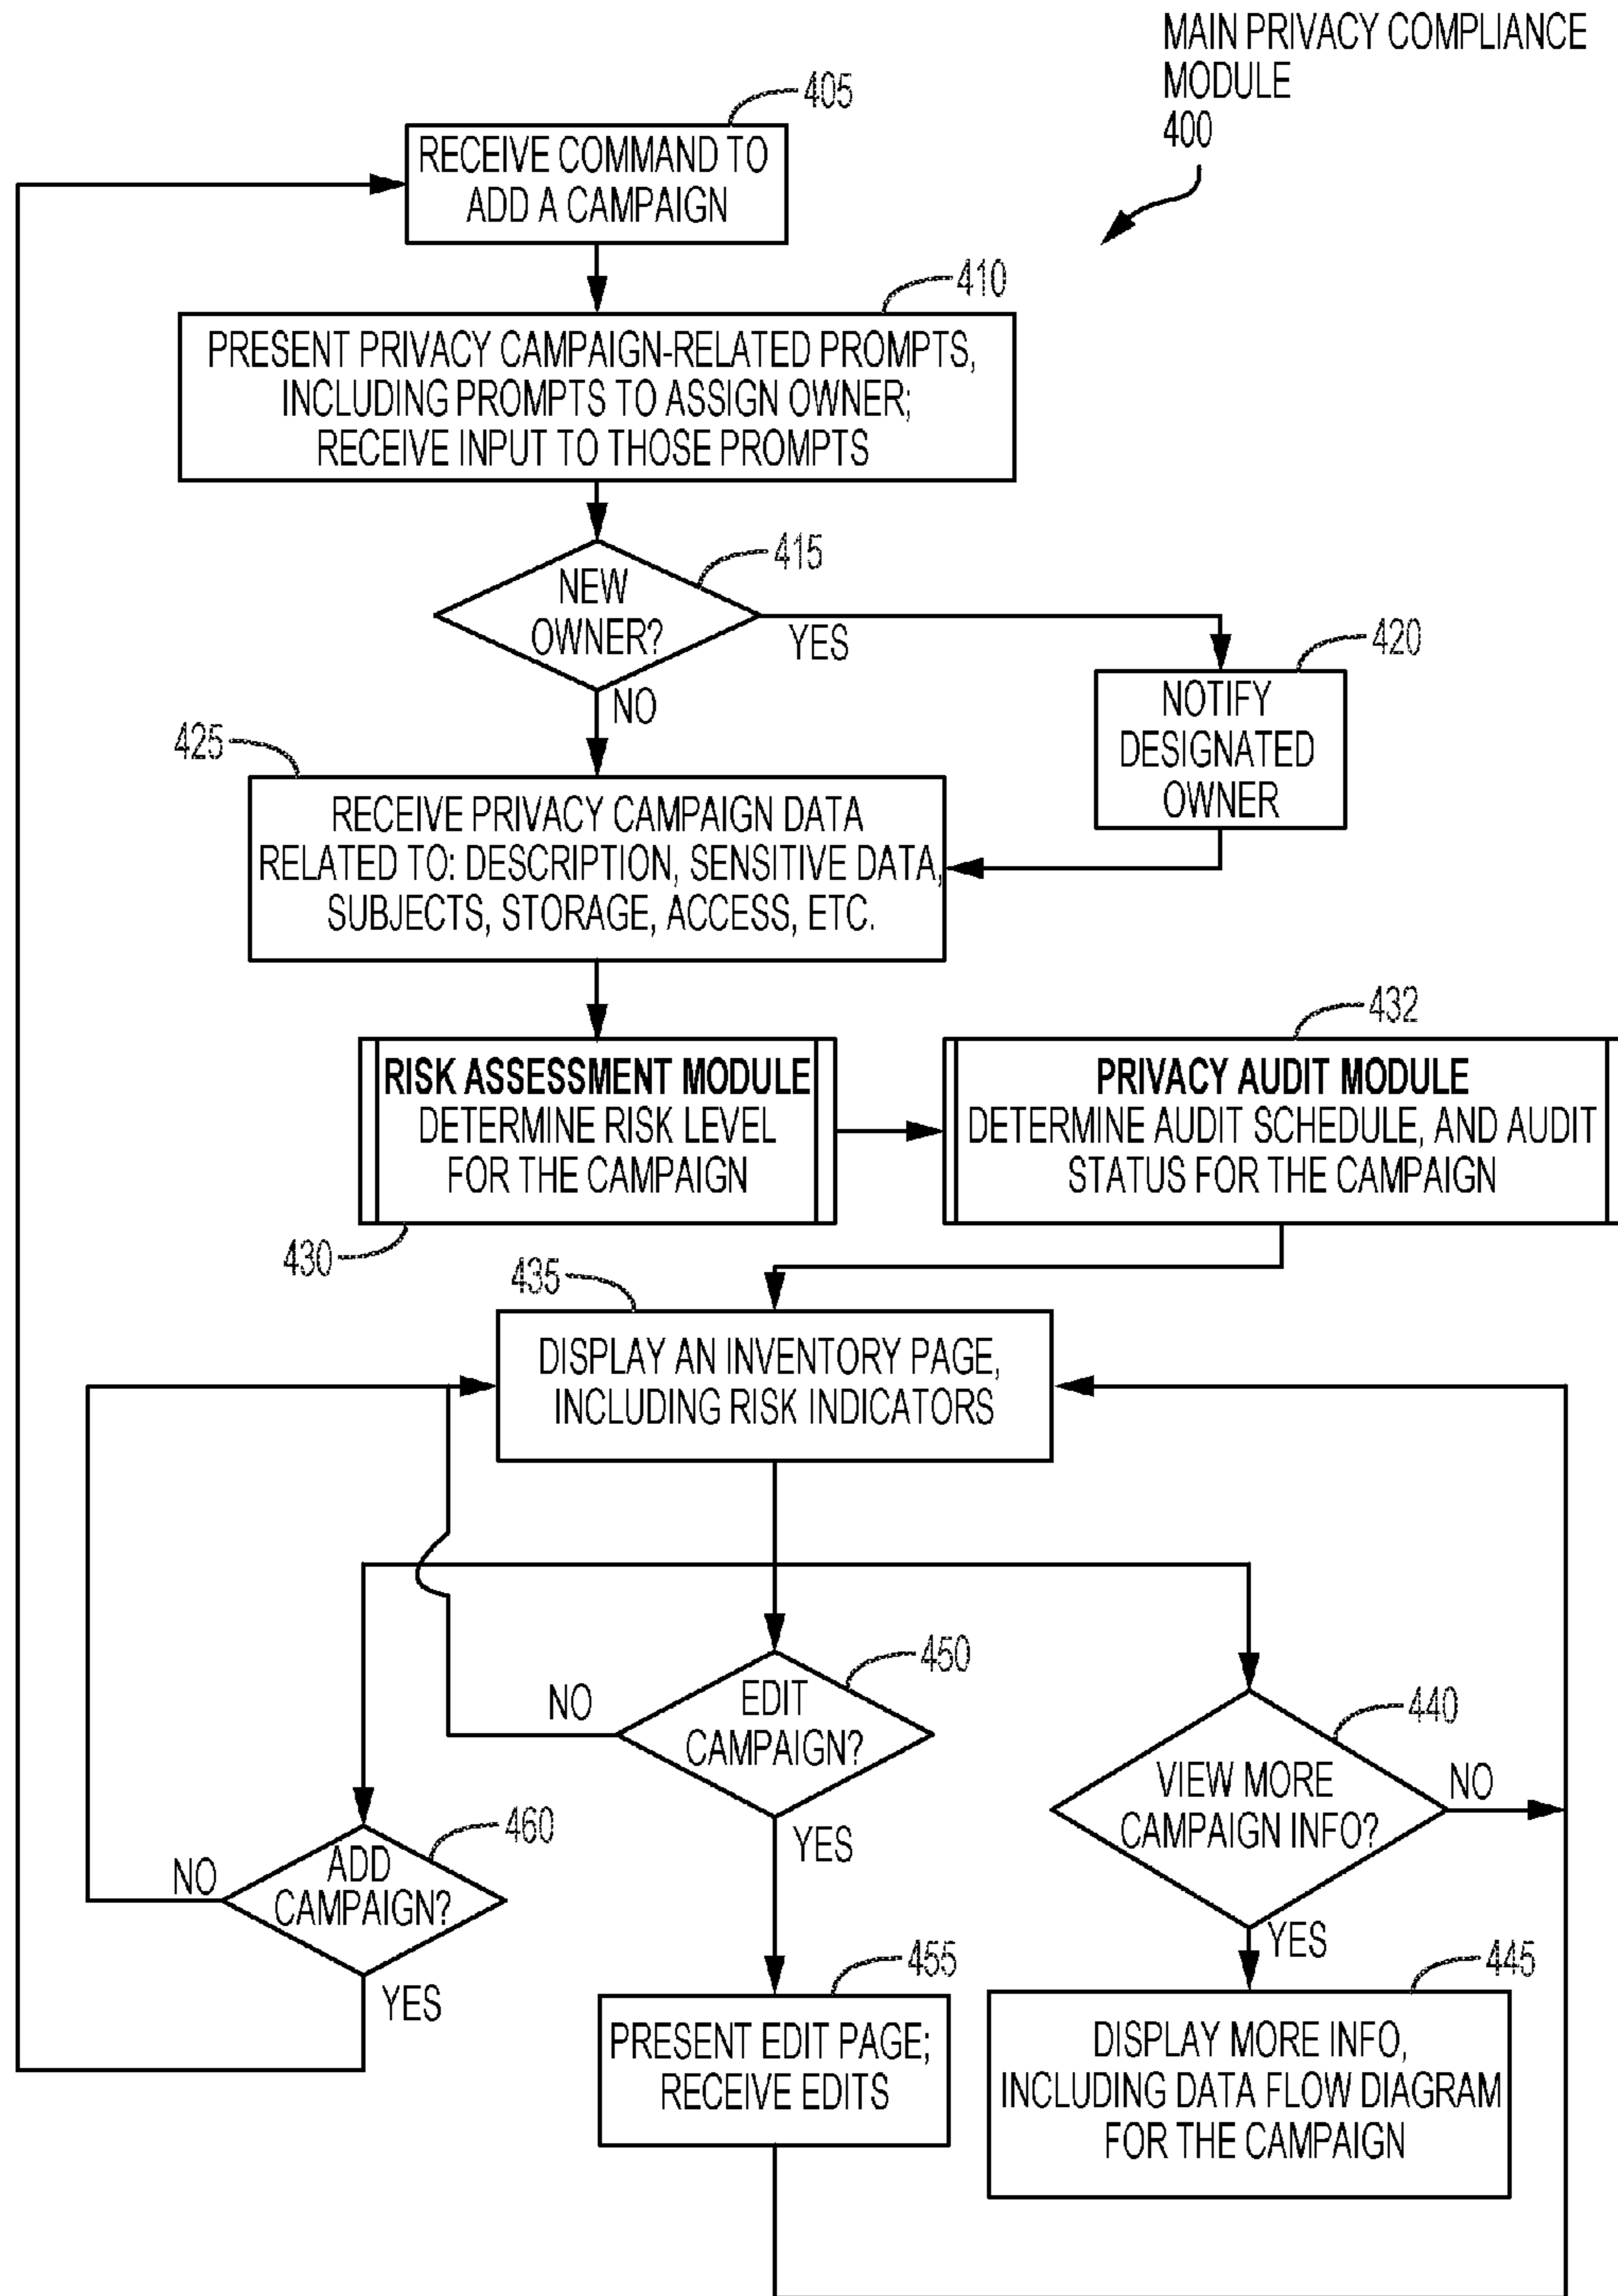 MAIN PRIVACY COMPLIANCE
MODULE
400
405
RECEIVE COMMAND TO
ADD A CAMPAIGN
410
PRESENT PRIVACY CAMPAIGN-RELATED PROMPTS,
INCLUDING PROMPTS TO ASSIGN OWNER;
RECEIVE INPUT TO THOSE PROMPTS
415
NEW
OWNER?
YES
NO
420
NOTIFY
DESIGNATED
OWNER
425
RECEIVE PRIVACY CAMPAIGN DATA
RELATED TO: DESCRIPTION, SENSITIVE DATA,
SUBJECTS, STORAGE, ACCESS, ETC.
RISK ASSESSMENT MODULE
DETERMINE RISK LEVEL
FOR THE CAMPAIGN
430
432
PRIVACY AUDIT MODULE
DETERMINE AUDIT SCHEDULE, AND AUDIT
STATUS FOR THE CAMPAIGN
435
DISPLAY AN INVENTORY PAGE,
INCLUDING RISK INDICATORS
450
EDIT
CAMPAIGN?
NO
YES
440
VIEW MORE
CAMPAIGN INFO?
NO
YES
460
ADD
CAMPAIGN?
NO
YES
455
PRESENT EDIT PAGE;
RECEIVE EDITS
445
DISPLAY MORE INFO,
INCLUDING DATA FLOW DIAGRAM
FOR THE CAMPAIGN